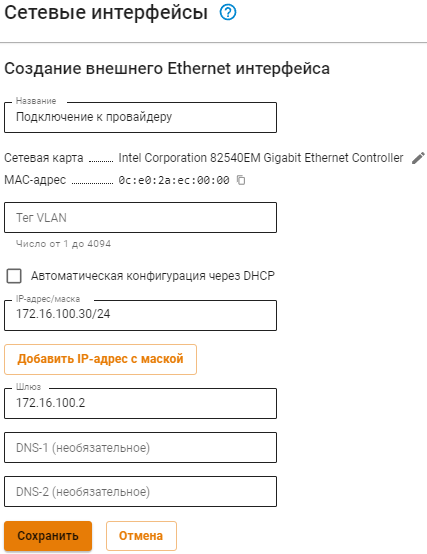 Сетевые интерфейсы
Создание внешнего Ethernet интерфейса
Название
Подключение к провайдеру
Сетевая карта ........ Intel Corporation 82540EM Gigabit Ethernet Controller
MAC-адрес .............. 0c:e0:2a:ec:00:00
Тег VLAN
Число от 1 до 4094
Автоматическая конфигурация через DHCP
IP-адрес/маска
172.16.100.30/24
Добавить IP-адрес с маской
Шлюз
172.16.100.2
DNS-1 (необязательное)
DNS-2 (необязательное)
Сохранить Отмена